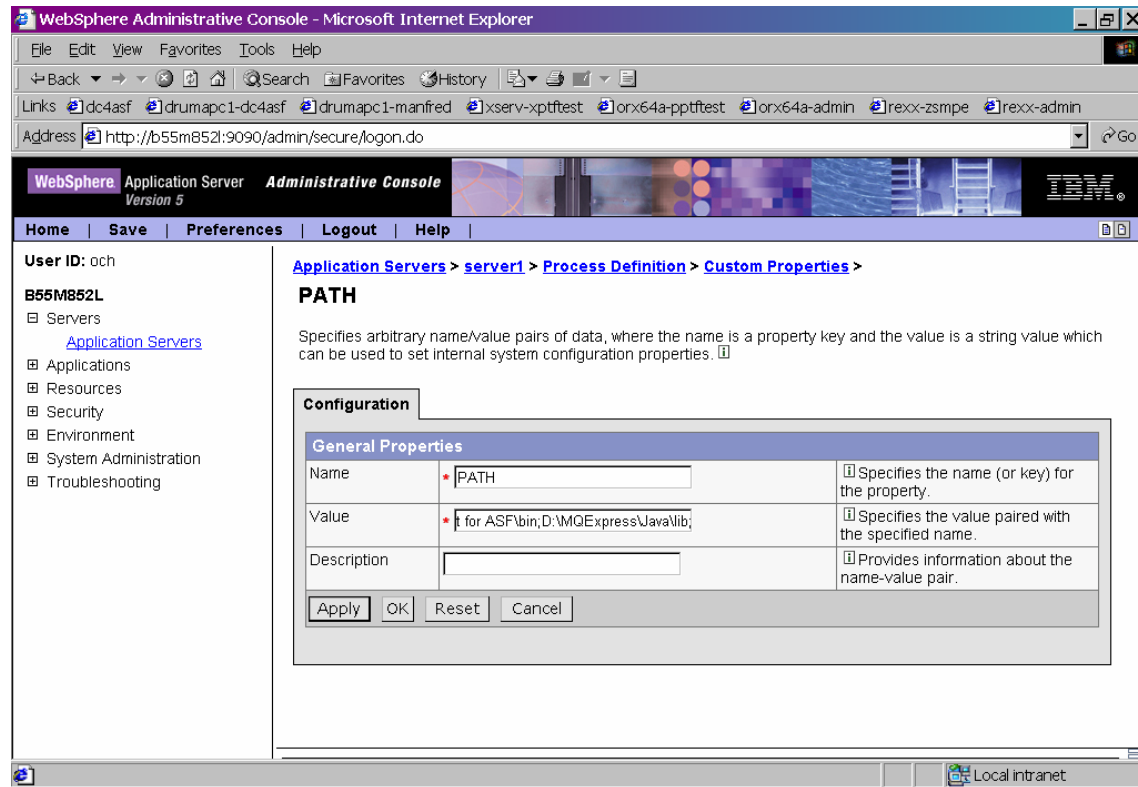 WebSphere Administrative Console - Microsoft Internet Explorer
File Edit View Favorites Tools Help
Back Search Favorites History
Links dc4asf drumapc1-dc4asf drumapc1-manfred xserv-xptftest orx64a-pptftest orx64a-admin rexx-zsmpe rexx-admin
Address http://b55m852l:9090/admin/secure/logon.do Go
WebSphere Application Server Administrative Console
Version 5
IBM®
Home | Save | Preferences | Logout | Help |
User ID: och
B55M852L
Servers
Application Servers
Applications
Resources
Security
Environment
System Administration
Troubleshooting
Application Servers > server1 > Process Definition > Custom Properties >
PATH
Specifies arbitrary name/value pairs of data, where the name is a property key and the value is a string value which
can be used to set internal system configuration properties. i
Configuration
General Properties
Name * PATH i Specifies the name (or key) for
the property.
Value * t for ASF\bin;D:\MQExpress\Java\lib; i Specifies the value paired with
the specified name.
Description i Provides information about the
name-value pair.
Apply OK Reset Cancel
Local intranet